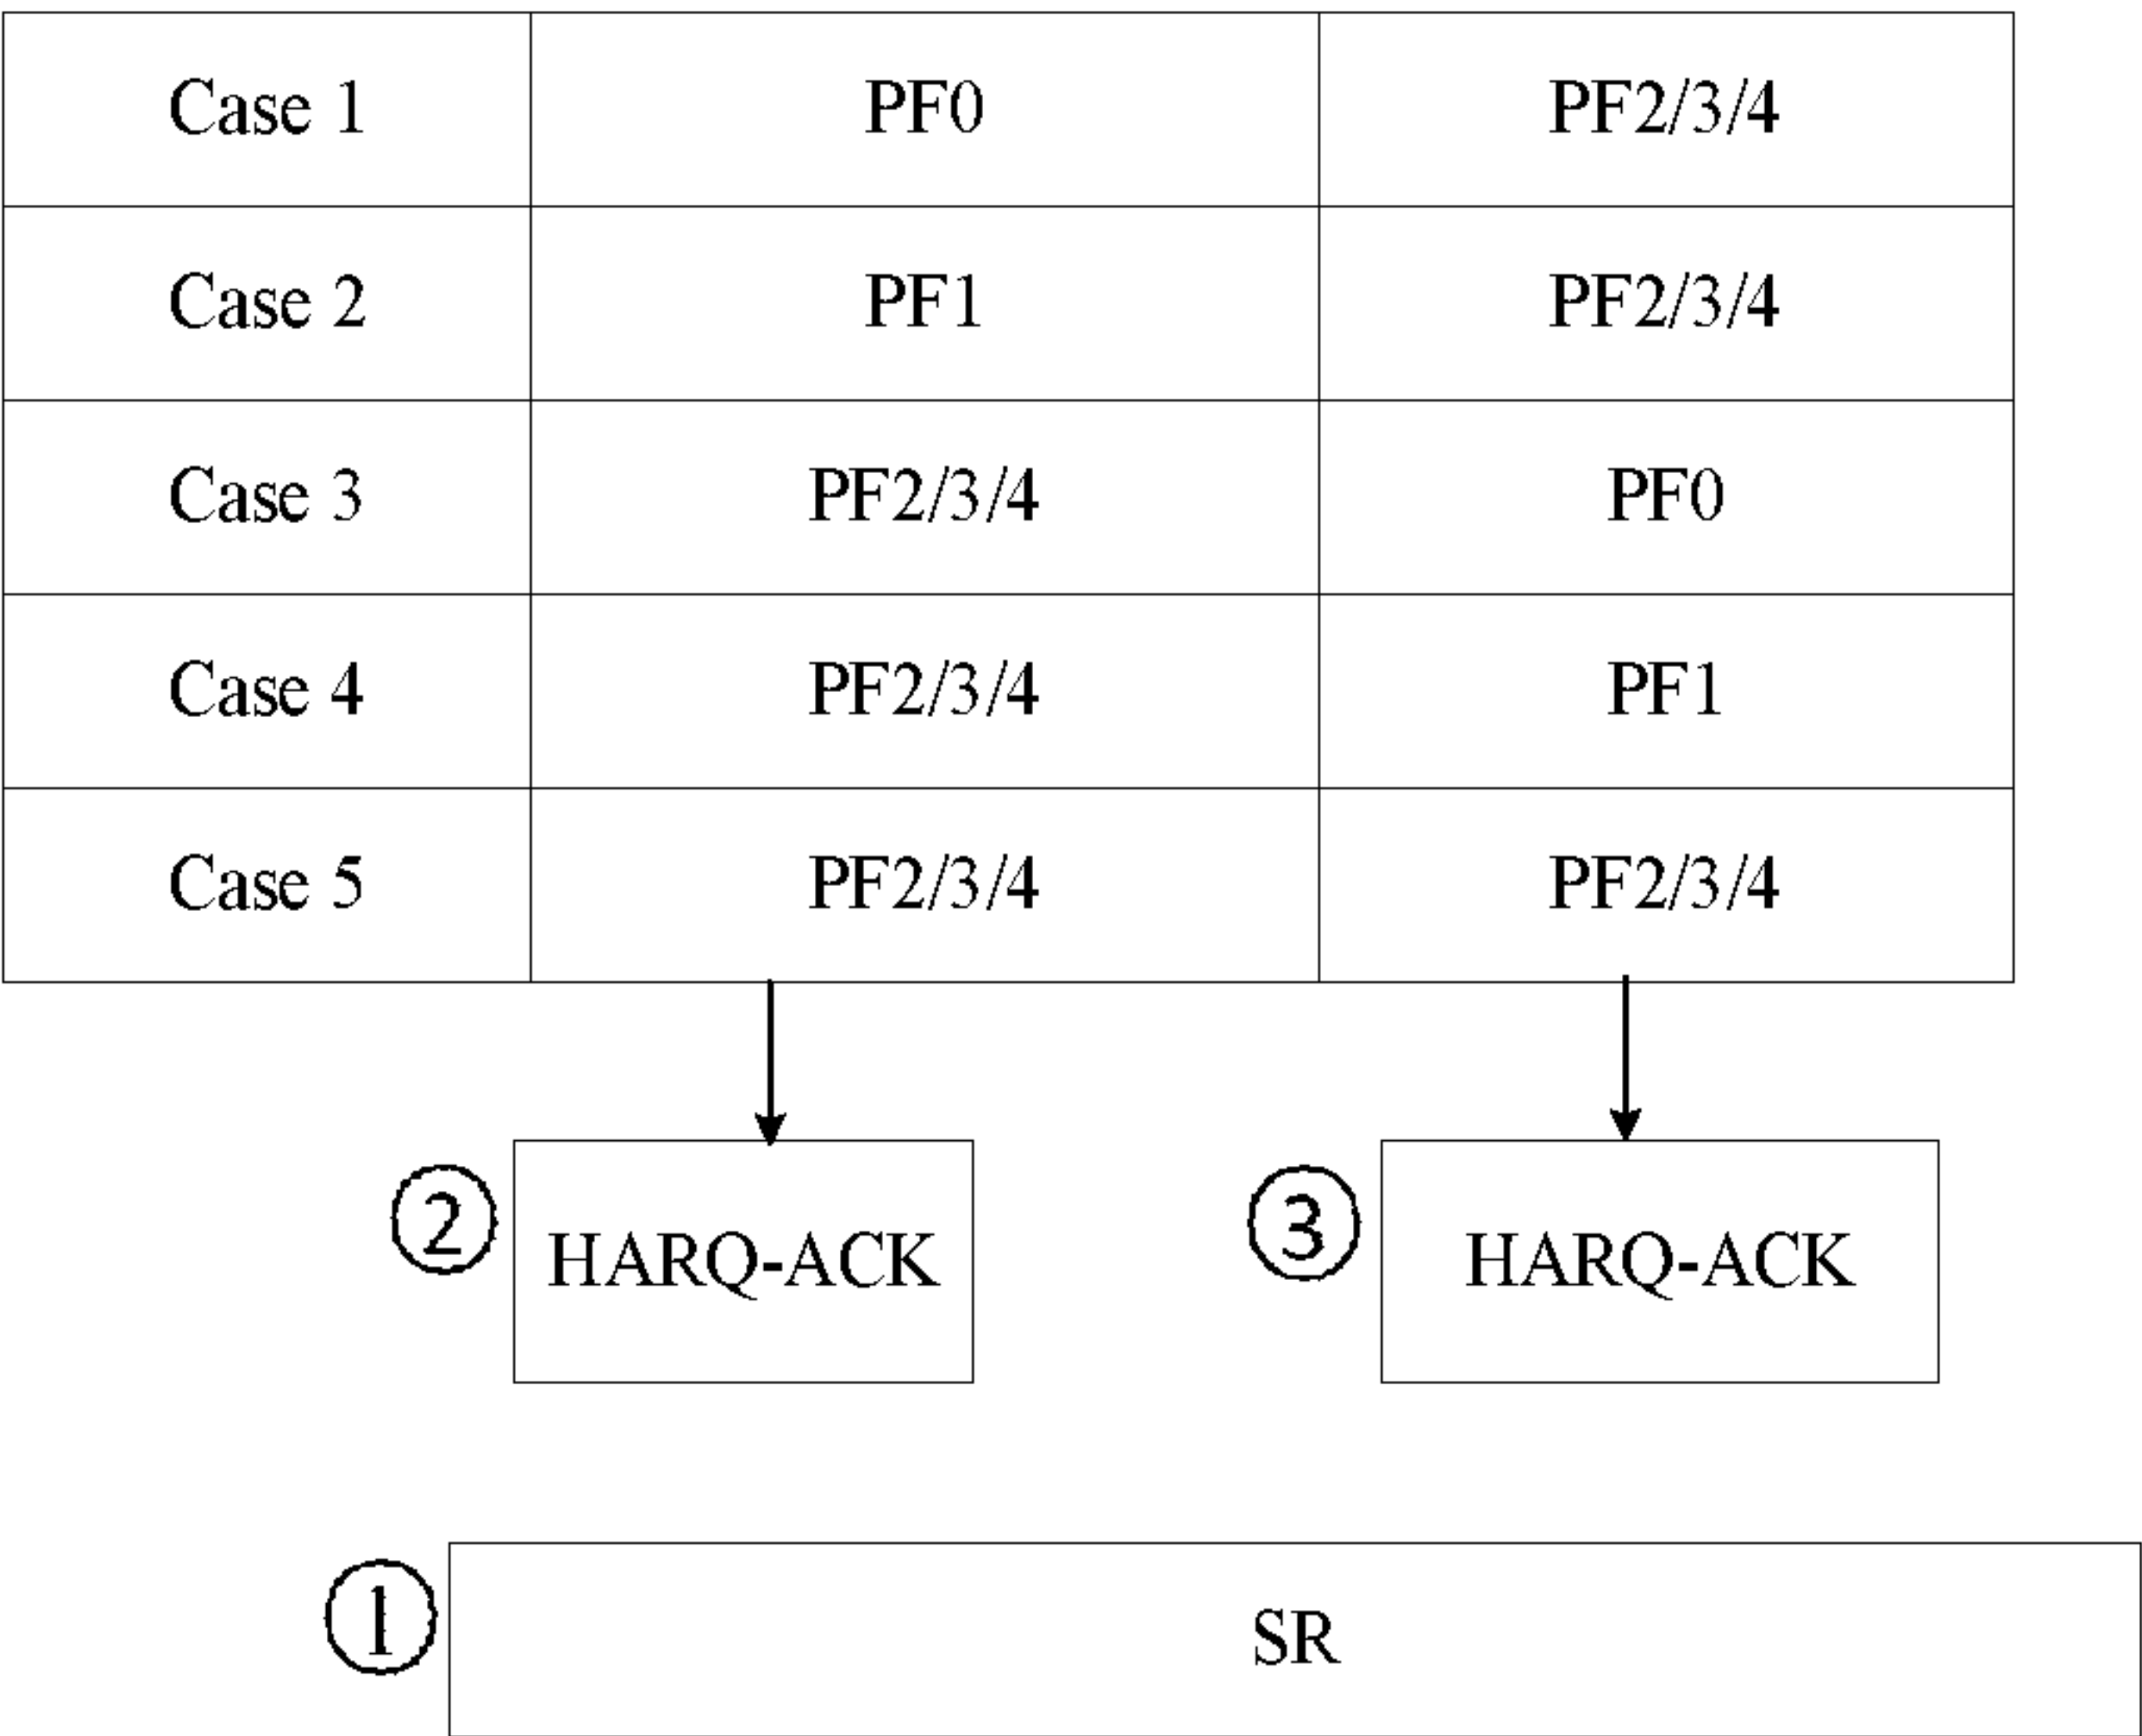 Case 1 PF0 PF2/3/4
Case 2 PF1 PF2/3/4
Case 3 PF2/3/4 PF0
Case 4 PF2/3/4 PF1
Case 5 PF2/3/4 PF2/3/4
② HARQ-ACK ③ HARQ-ACK
① SR